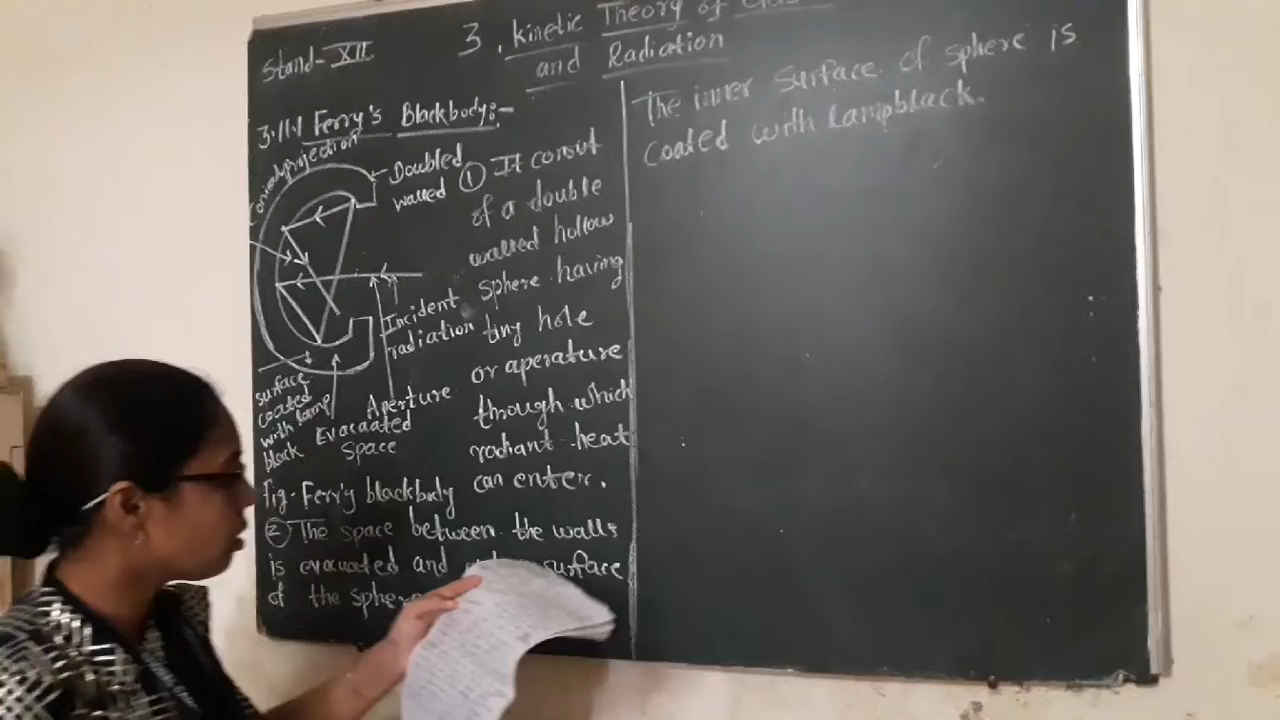 Stand-XII
3. Kinetic Theory of Gas
and Radiation
3.11.1 Ferry's Blackbody:-
Conical projection
Doubled
walled
Incident
radiation
Aperture
Evacuated
Space
surface
coated
with lamp
black
Fig- Ferry's blackbody
① It consist
of a double
walled hollow
sphere having
tiny hole
or aperature
through which
radiant heat
can enter.
② The space between the walls
is evacuated and surface
of the sphere
The inner surface of sphere is
coated with Lampblack.